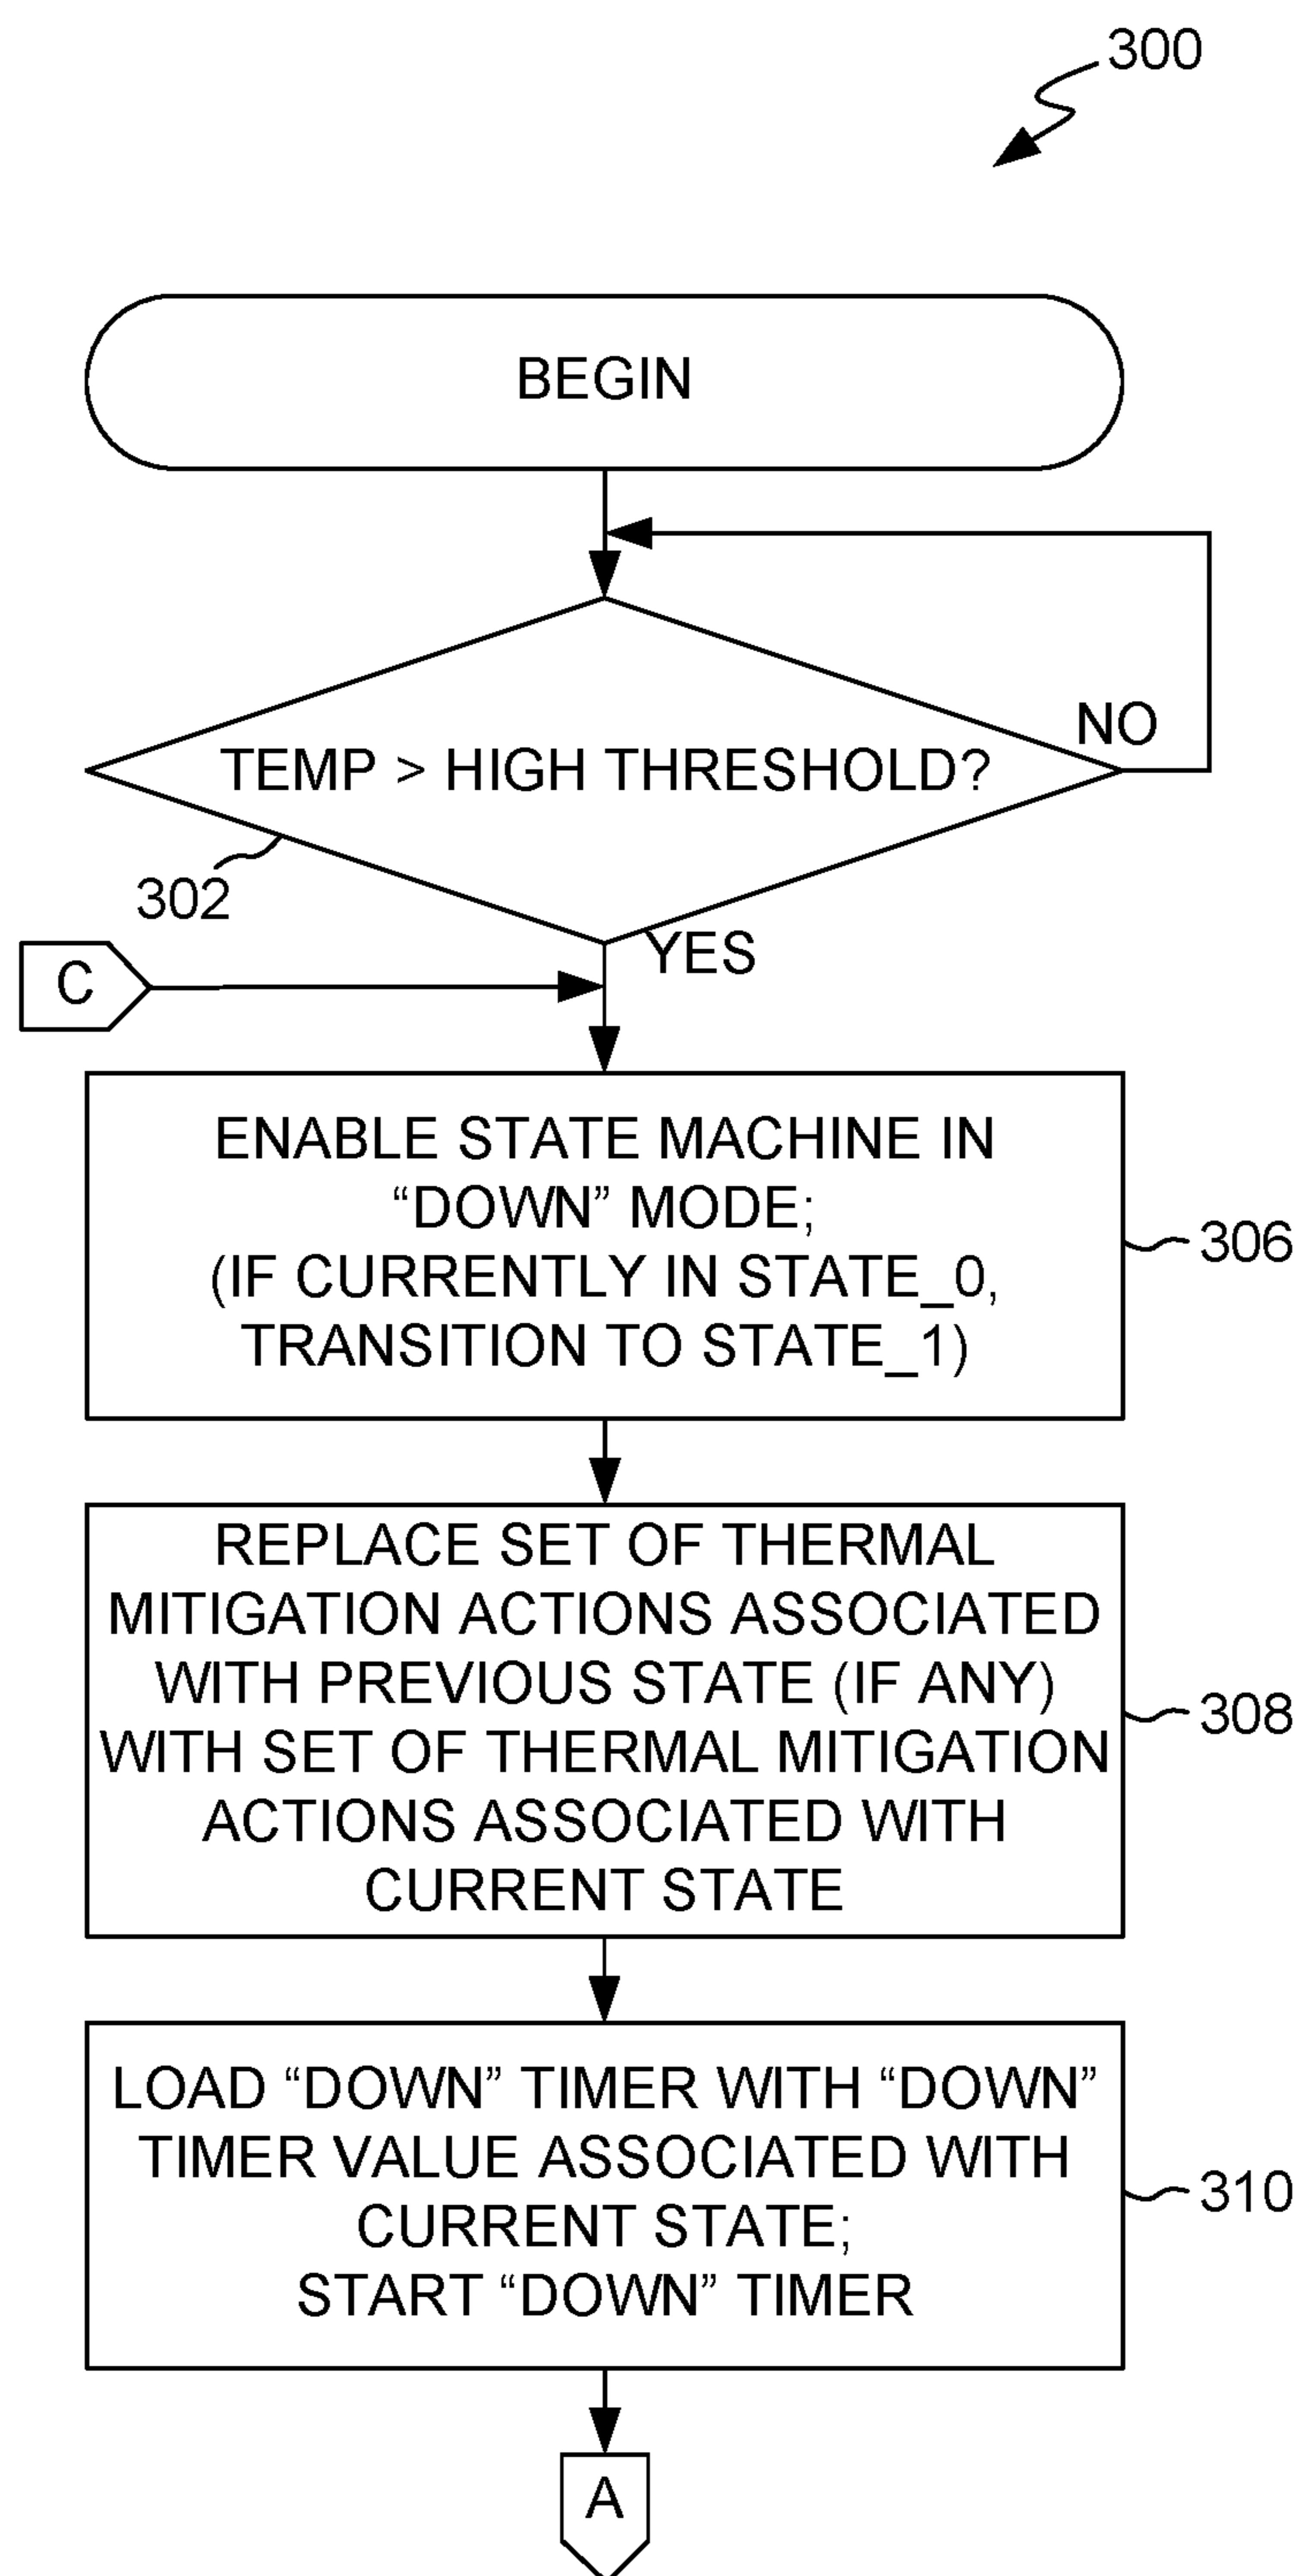 300
BEGIN
NO
TEMP > HIGH THRESHOLD?
302
YES
C
ENABLE STATE MACHINE IN
“DOWN” MODE;
(IF CURRENTLY IN STATE_0,
TRANSITION TO STATE_1)
306
REPLACE SET OF THERMAL
MITIGATION ACTIONS ASSOCIATED
WITH PREVIOUS STATE (IF ANY)
WITH SET OF THERMAL MITIGATION
ACTIONS ASSOCIATED WITH
CURRENT STATE
308
LOAD “DOWN” TIMER WITH “DOWN”
TIMER VALUE ASSOCIATED WITH
CURRENT STATE;
START “DOWN” TIMER
310
A